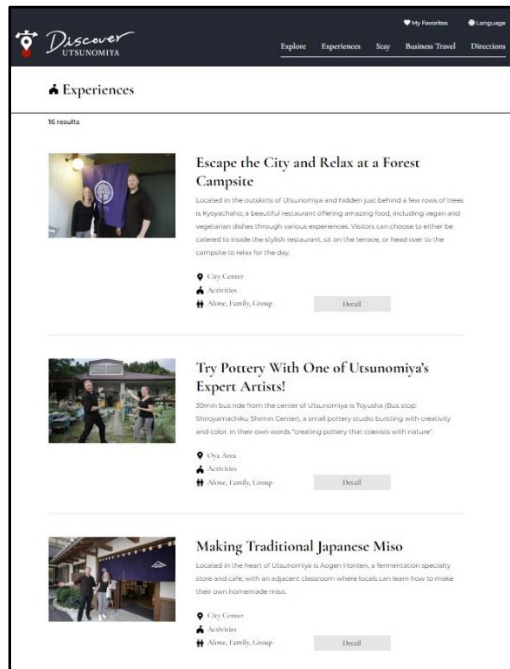 My Favorites Language
Discover
UTSUNOMIYA
Explore Experiences Stay Business Travel Directions
Experiences
16 results
Escape the City and Relax at a Forest
Campsite
Located in the outskirts of Utsunomiya and hidden just behind a few rows of trees
is Kyuyachaho, a beautiful restaurant offering amazing food, including vegan and
vegetarian dishes through various experiences. Visitors can choose to either be
catered to inside the stylish restaurant, sit on the terrace, or head over to the
campsite to relax for the day.
City Center
Activities
Alone, Family, Group
Detail
Try Pottery With One of Utsunomiya's
Expert Artists!
30min bus ride from the center of Utsunomiya is Toyusha (Bus stop:
Shiroyamachiku Shimin Center), a small pottery studio bursting with creativity
and color, in their own words "creating pottery that coexists with nature".
Oya Area
Activities
Alone, Family, Group
Detail
Making Traditional Japanese Miso
Located in the heart of Utsunomiya is Aogen Honten, a fermentation specialty
store and cafe, with an adjacent classroom where locals can learn how to make
their own homemade miso.
City Center
Activities
Alone, Family, Group
Detail